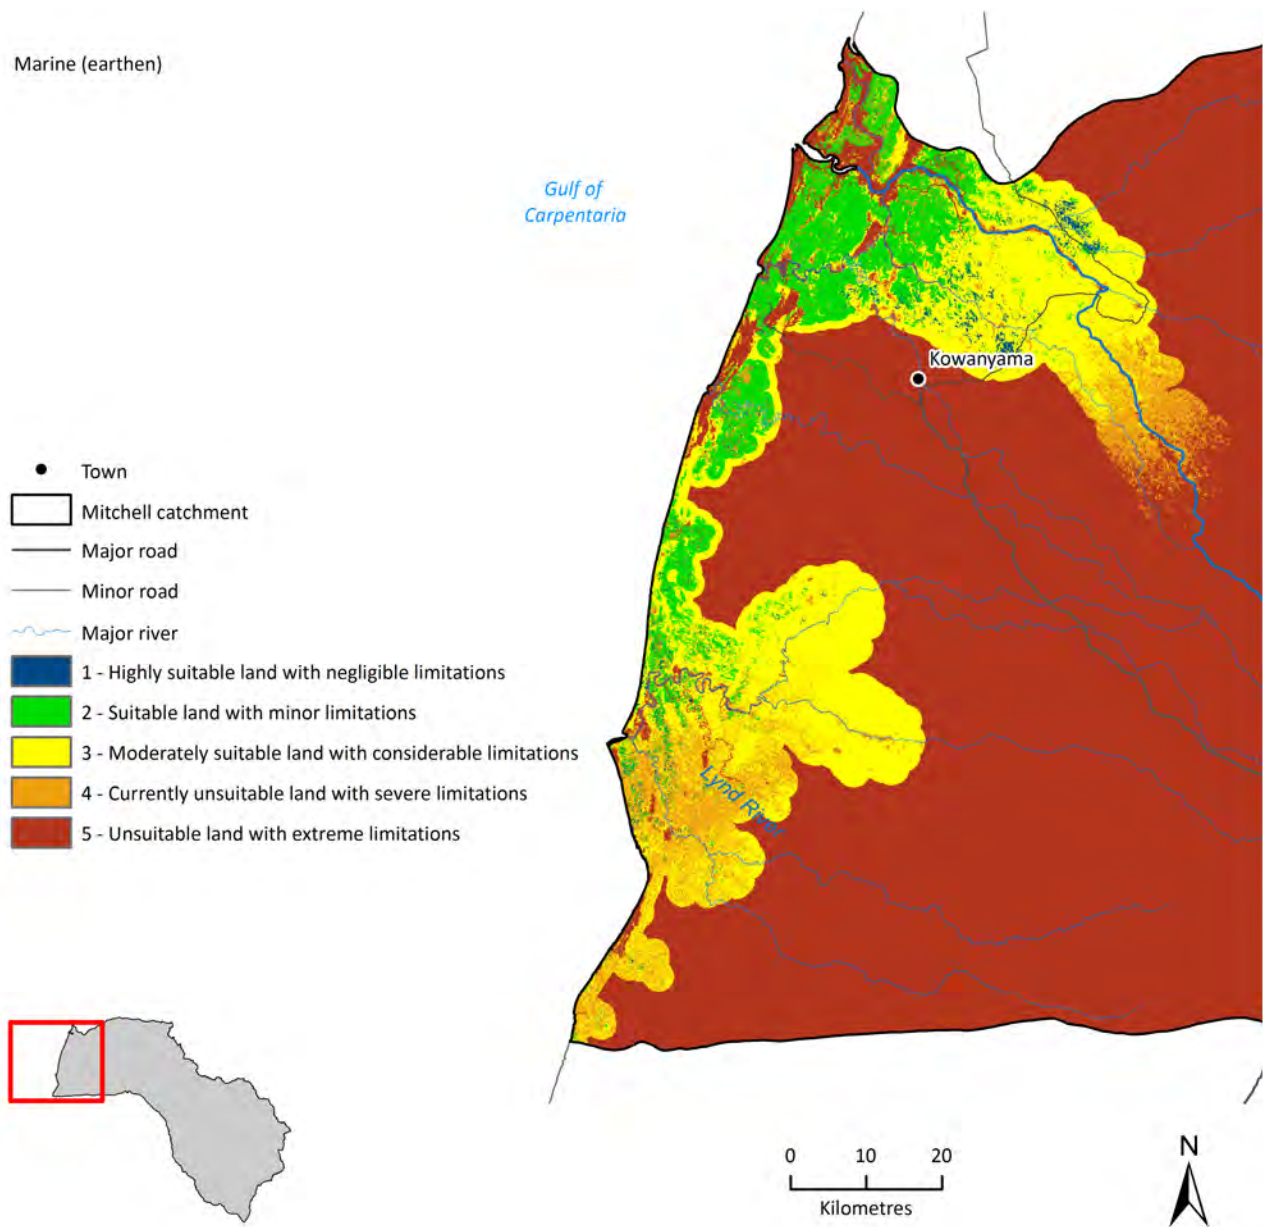 Marine (earthen)
Gulf of
Carpentaria
Kowanyama
Town
Mitchell catchment
Major road
Minor road
Major river
1 - Highly suitable land with negligible limitations
2 - Suitable land with minor limitations
3 - Moderately suitable land with considerable limitations
4 - Currently unsuitable land with severe limitations
5 - Unsuitable land with extreme limitations
Lynd River
0 10 20
Kilometres
N